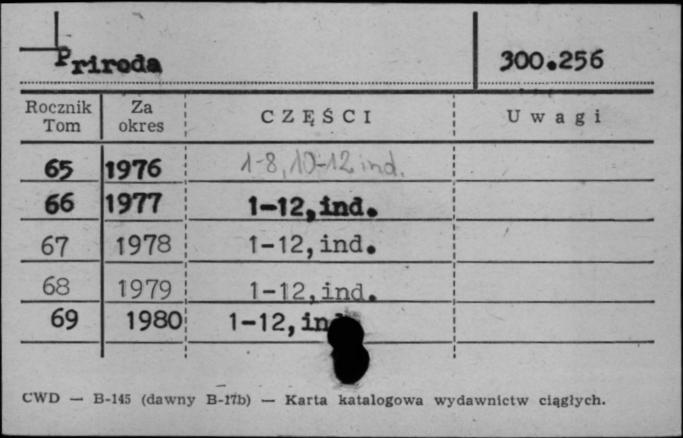 Priroda 300.256
Rocznik Tom Za okres CZĘŚCI Uwagi
65 1976 1-8, 10-12 ind.
66 1977 1-12, ind.
67 1978 1-12, ind.
68 1979 1-12, ind.
69 1980 1-12, in
CWD — B-145 (dawny B-17b) — Karta katalogowa wydawnictw ciągłych.